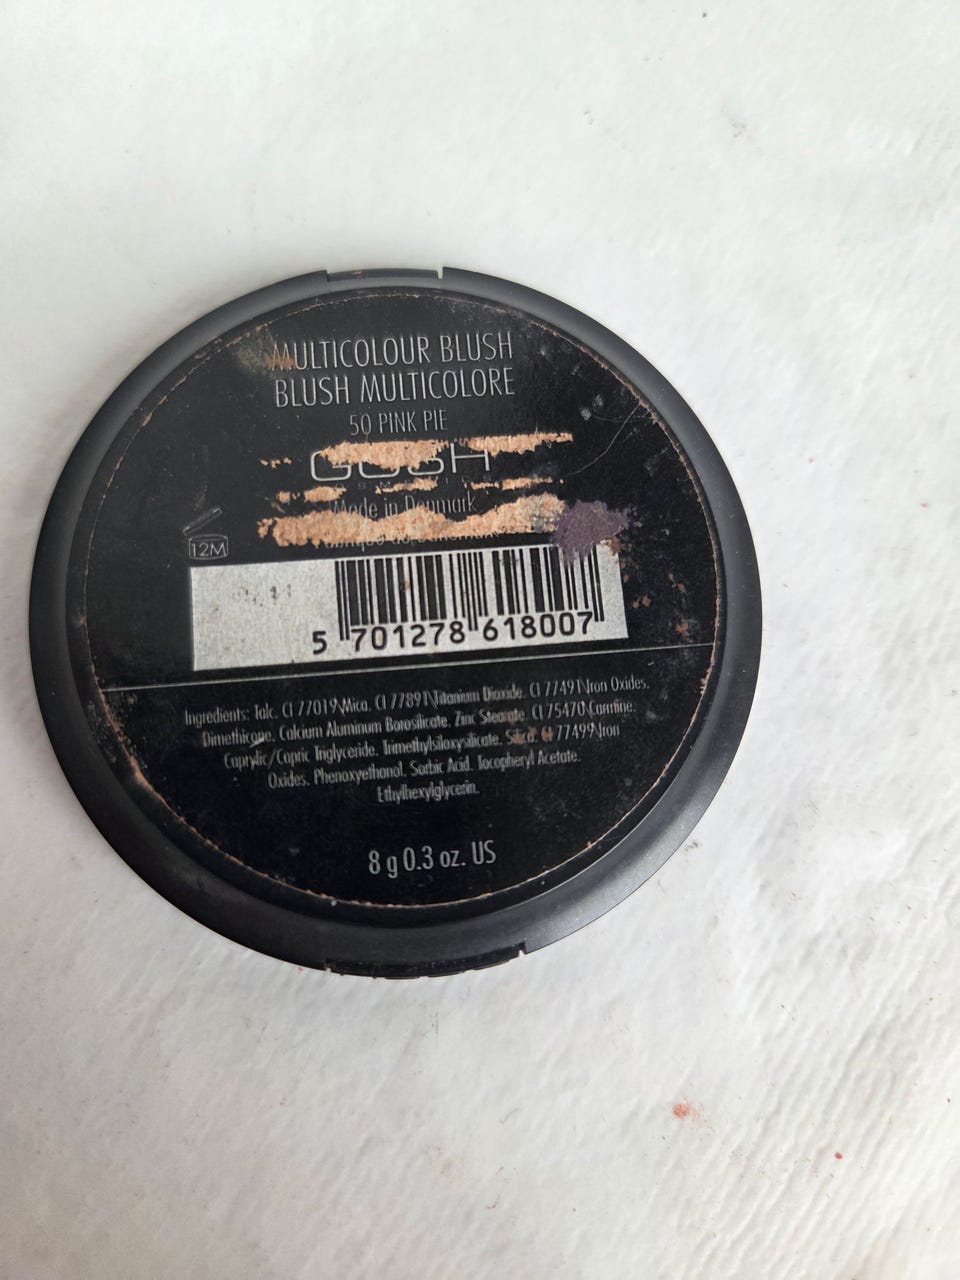 MULTICOLOUR BLUSH
BLUSH MULTICOLORE
50 PINK PIE
GOSH
Made in Denmark
12M
5 701278 618007
Ingredients: Talc. CI 77019\Mica. CI 77891\Titanium Dioxide. CI 77491\Iron Oxides.
Dimethicone. Calcium Aluminum Borosilicate. Zinc Stearate. CI 75470\Carmine.
Caprylic/Capric Triglyceride. Trimethylsiloxysilicate. Silica. CI 77499\Iron
Oxides. Phenoxyethanol. Sorbic Acid. Tocopheryl Acetate.
Ethylhexylglycerin.
8 g 0.3 oz. US